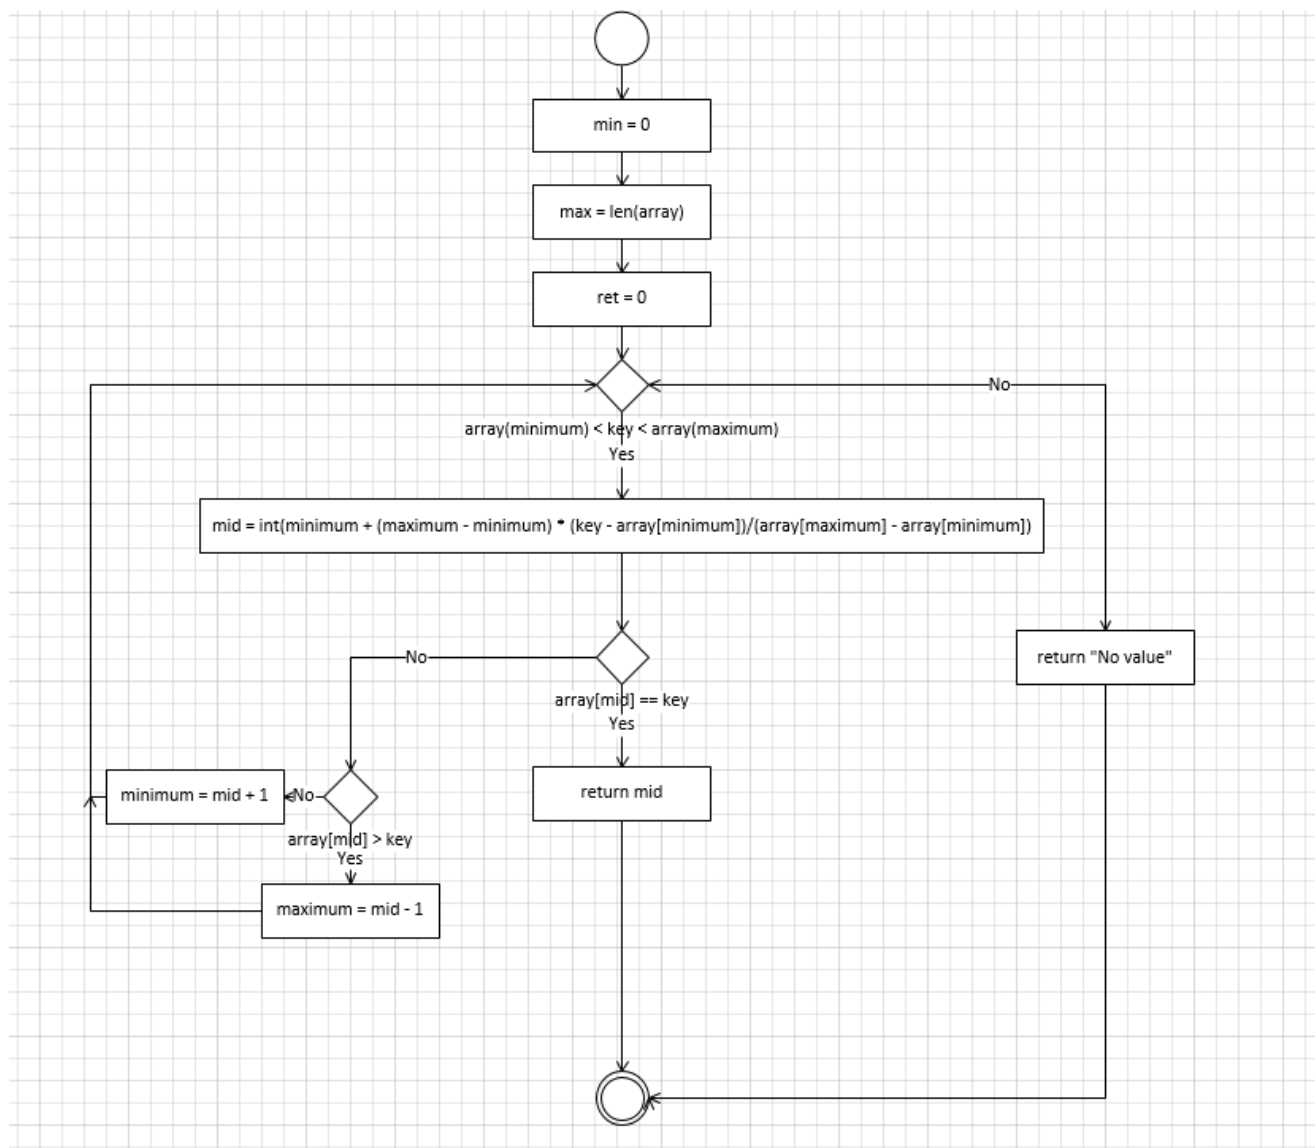 min = 0
max = len(array)
ret = 0
No
array(minimum) < key < array(maximum)
Yes
mid = int(minimum + (maximum - minimum) * (key - array[minimum])/(array[maximum] - array[minimum])
No
return "No value"
array[mid] == key
Yes
return mid
minimum = mid + 1
No
array[mid] > key
Yes
maximum = mid - 1